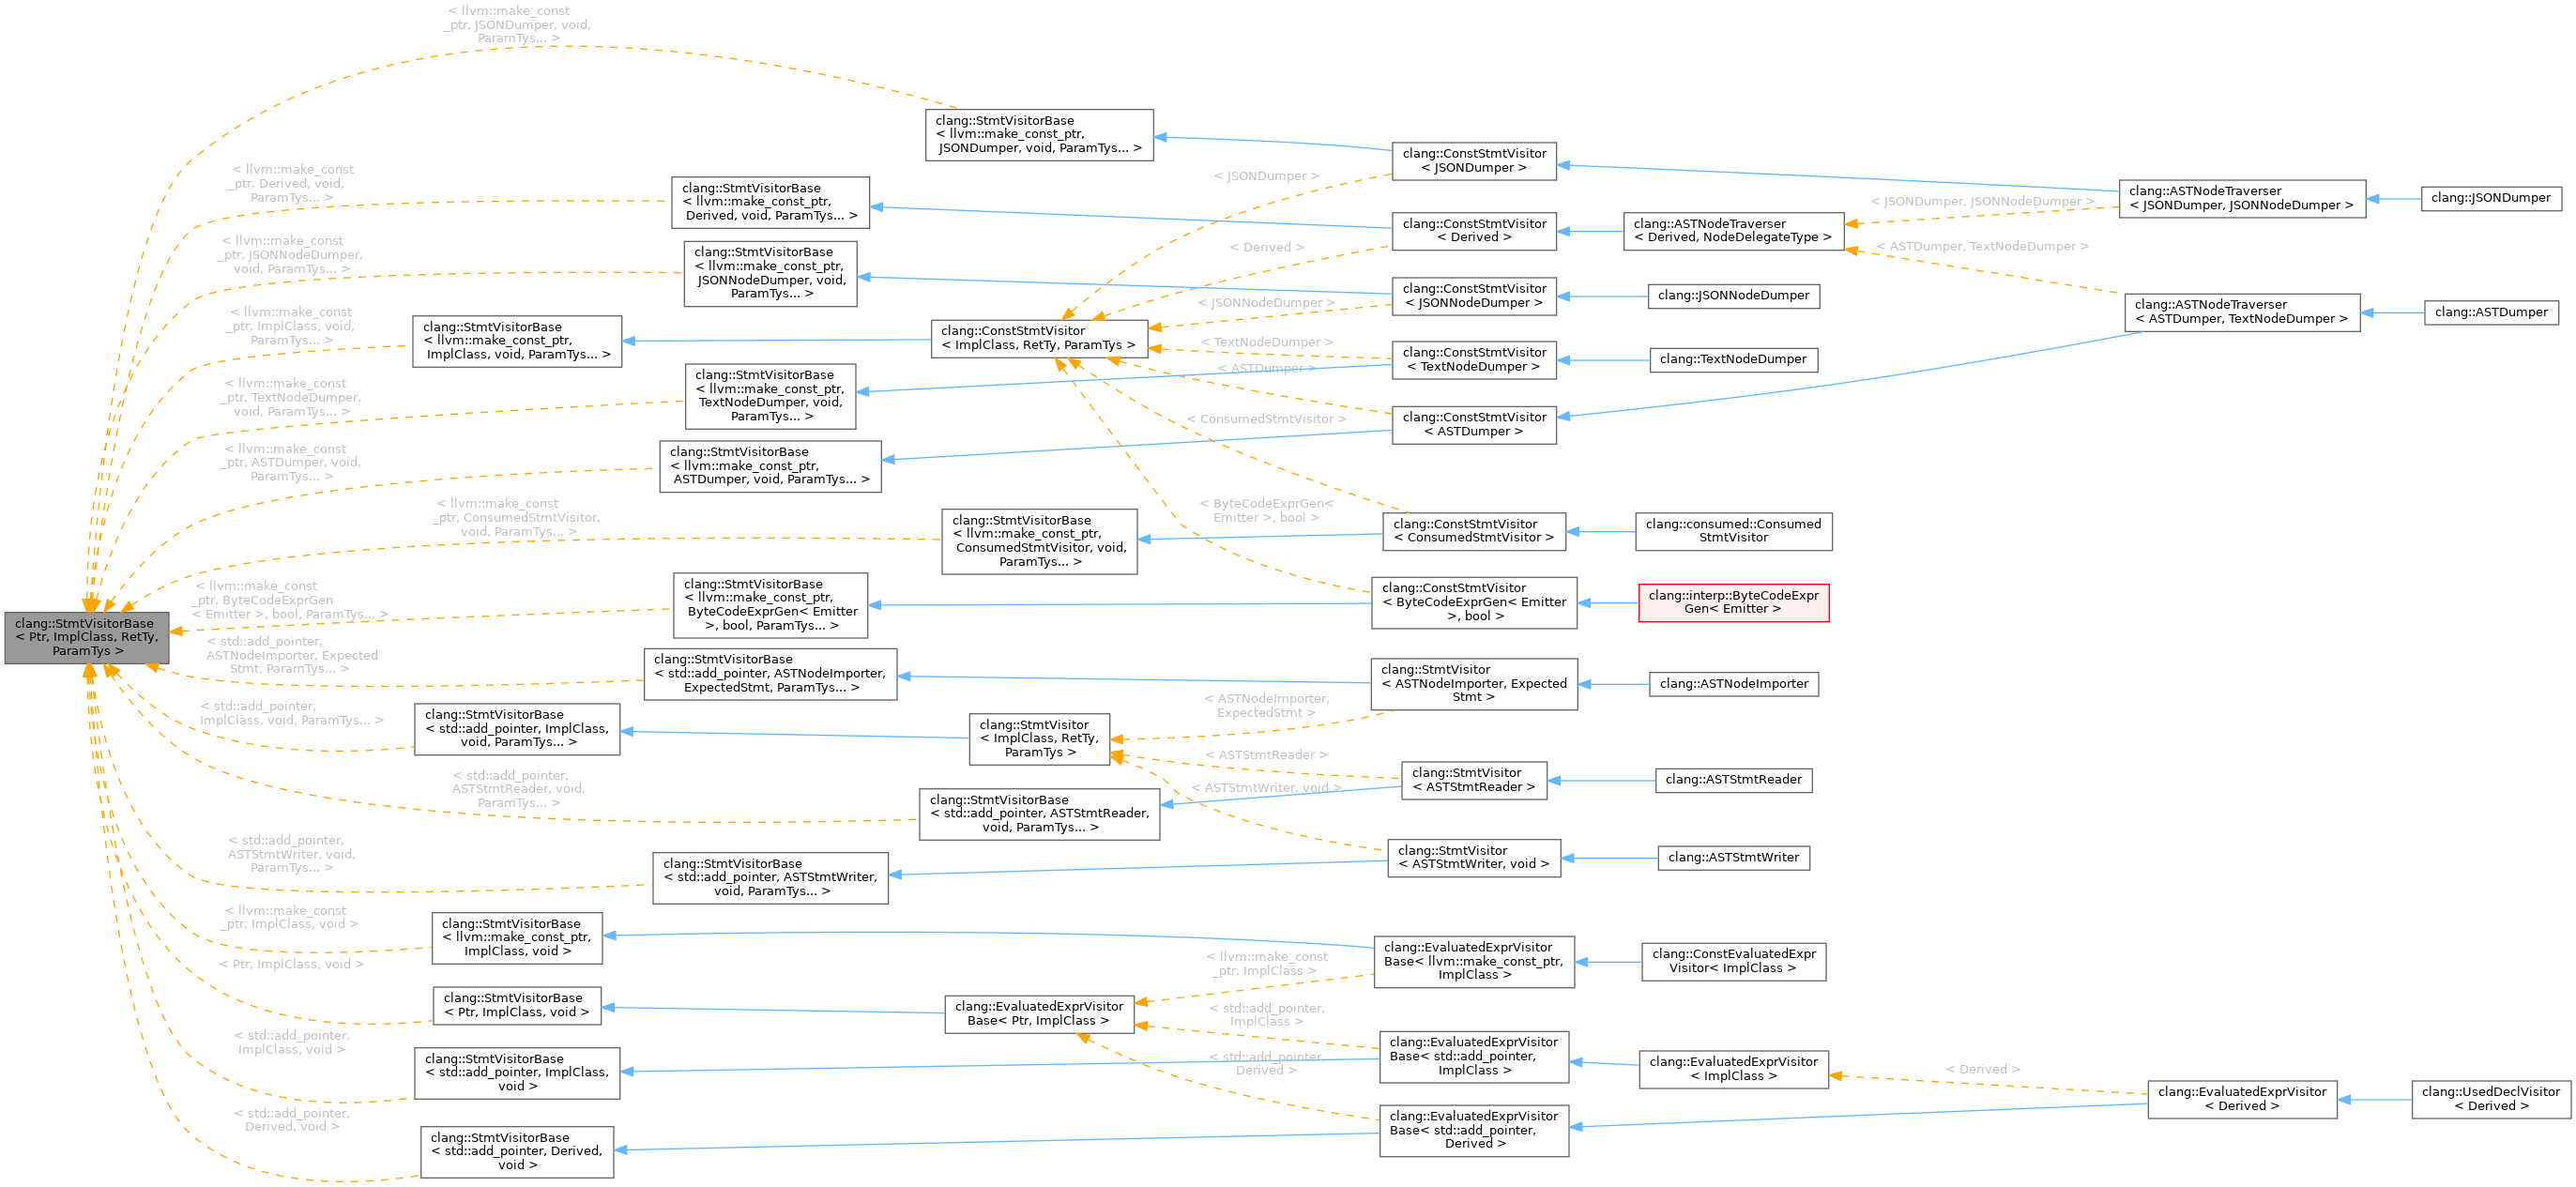 < llvm::make_const
_ptr, JSONDumper, void,
ParamTys... >
clang::StmtVisitorBase
< llvm::make_const_ptr,
JSONDumper, void, ParamTys... >
clang::ConstStmtVisitor
< JSONDumper >
< llvm::make_const
_ptr, Derived, void,
ParamTys... >
clang::StmtVisitorBase
< llvm::make_const_ptr,
Derived, void, ParamTys... >
< JSONDumper >
clang::ASTNodeTraverser
< JSONDumper, JSONNodeDumper >
clang::JSONDumper
< JSONDumper, JSONNodeDumper >
clang::ConstStmtVisitor
< Derived >
clang::ASTNodeTraverser
< Derived, NodeDelegateType >
< Derived >
< ASTDumper, TextNodeDumper >
< llvm::make_const
_ptr, JSONNodeDumper,
void, ParamTys... >
clang::StmtVisitorBase
< llvm::make_const_ptr,
JSONNodeDumper, void,
ParamTys... >
clang::ConstStmtVisitor
< JSONNodeDumper >
clang::JSONNodeDumper
< JSONNodeDumper >
clang::ASTNodeTraverser
< ASTDumper, TextNodeDumper >
clang::ASTDumper
< llvm::make_const
_ptr, ImplClass, void,
ParamTys... >
clang::StmtVisitorBase
< llvm::make_const_ptr,
ImplClass, void, ParamTys... >
clang::ConstStmtVisitor
< ImplClass, RetTy, ParamTys >
< TextNodeDumper >
clang::ConstStmtVisitor
< TextNodeDumper >
clang::TextNodeDumper
< llvm::make_const
_ptr, TextNodeDumper,
void, ParamTys... >
clang::StmtVisitorBase
< llvm::make_const_ptr,
TextNodeDumper, void,
ParamTys... >
< ASTDumper >
clang::ConstStmtVisitor
< ASTDumper >
< ConsumedStmtVisitor >
< llvm::make_const
_ptr, ASTDumper, void,
ParamTys... >
clang::StmtVisitorBase
< llvm::make_const_ptr,
ASTDumper, void, ParamTys... >
< llvm::make_const
_ptr, ConsumedStmtVisitor,
void, ParamTys... >
clang::StmtVisitorBase
< llvm::make_const_ptr,
ConsumedStmtVisitor, void,
ParamTys... >
< ByteCodeExprGen<
Emitter >, bool >
clang::ConstStmtVisitor
< ConsumedStmtVisitor >
clang::consumed::Consumed
StmtVisitor
< llvm::make_const
_ptr, ByteCodeExprGen
< Emitter >, bool, ParamTys... >
clang::StmtVisitorBase
< llvm::make_const_ptr,
ByteCodeExprGen< Emitter
>, bool, ParamTys... >
clang::ConstStmtVisitor
< ByteCodeExprGen< Emitter
>, bool >
clang::interp::ByteCodeExpr
Gen< Emitter >
clang::StmtVisitorBase
< Ptr, ImplClass, RetTy,
ParamTys >
< std::add_pointer,
ASTNodeImporter, Expected
Stmt, ParamTys... >
clang::StmtVisitorBase
< std::add_pointer, ASTNodeImporter,
ExpectedStmt, ParamTys... >
clang::StmtVisitor
< ASTNodeImporter, Expected
Stmt >
clang::ASTNodeImporter
< ASTNodeImporter,
ExpectedStmt >
< std::add_pointer,
ImplClass, void, ParamTys... >
clang::StmtVisitorBase
< std::add_pointer, ImplClass,
void, ParamTys... >
clang::StmtVisitor
< ImplClass, RetTy,
ParamTys >
< ASTStmtReader >
clang::StmtVisitor
< ASTStmtReader >
clang::ASTStmtReader
< std::add_pointer,
ASTStmtReader, void,
ParamTys... >
clang::StmtVisitorBase
< std::add_pointer, ASTStmtReader,
void, ParamTys... >
< ASTStmtWriter, void >
< std::add_pointer,
ASTStmtWriter, void,
ParamTys... >
clang::StmtVisitorBase
< std::add_pointer, ASTStmtWriter,
void, ParamTys... >
clang::StmtVisitor
< ASTStmtWriter, void >
clang::ASTStmtWriter
< llvm::make_const
_ptr, ImplClass, void >
clang::StmtVisitorBase
< llvm::make_const_ptr,
ImplClass, void >
< llvm::make_const
_ptr, ImplClass >
clang::EvaluatedExprVisitor
Base< llvm::make_const_ptr,
ImplClass >
clang::ConstEvaluatedExpr
Visitor< ImplClass >
< Ptr, ImplClass, void >
clang::StmtVisitorBase
< Ptr, ImplClass, void >
clang::EvaluatedExprVisitor
Base< Ptr, ImplClass >
< std::add_pointer,
ImplClass >
< std::add_pointer,
ImplClass, void >
clang::StmtVisitorBase
< std::add_pointer, ImplClass,
void >
< std::add_pointer,
Derived >
clang::EvaluatedExprVisitor
Base< std::add_pointer,
ImplClass >
clang::EvaluatedExprVisitor
< ImplClass >
< Derived >
clang::EvaluatedExprVisitor
< Derived >
clang::UsedDeclVisitor
< Derived >
< std::add_pointer,
Derived, void >
clang::StmtVisitorBase
< std::add_pointer, Derived,
void >
clang::EvaluatedExprVisitor
Base< std::add_pointer,
Derived >